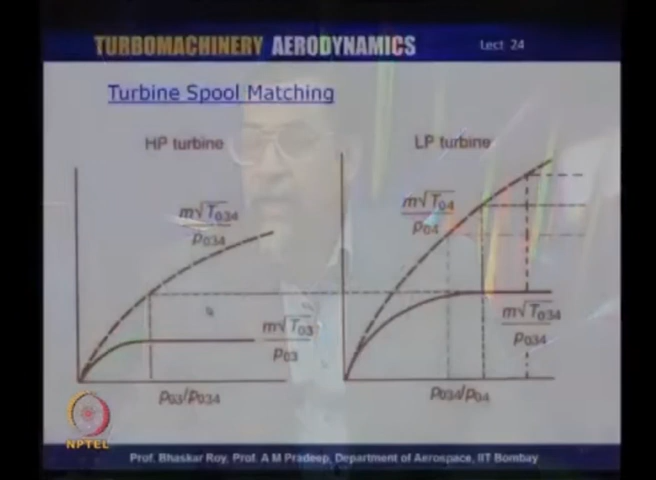 TURBOMACHINERY AERODYNAMICS
Lect 24
Turbine Spool Matching
HP turbine
LP turbine
m√T034
p034
m√T04
p04
m√T03
p03
m√T034
p034
p03/p034
p034/p04
NPTEL
Prof. Bhaskar Roy, Prof. A M Pradeep, Department of Aerospace, IIT Bombay